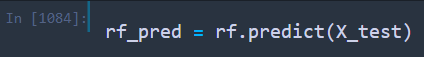 In [1084]: rf_pred = rf.predict(X_test)